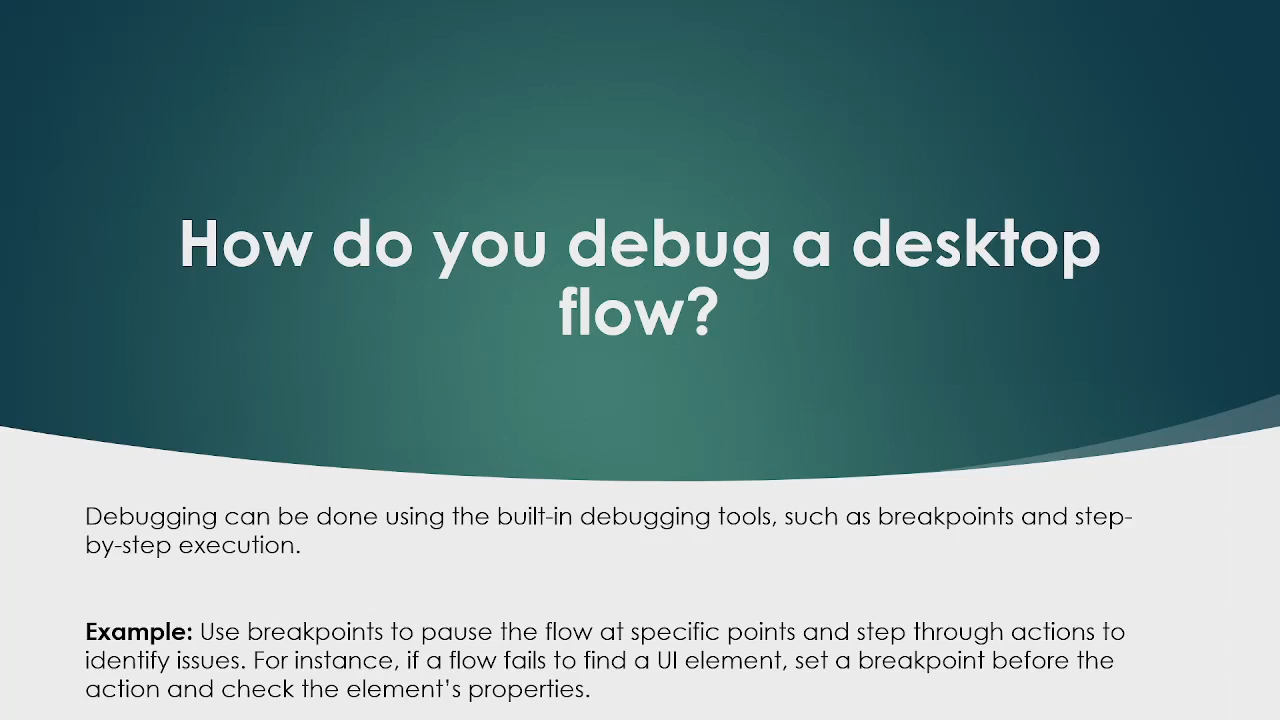 How do you debug a desktop
flow?
Debugging can be done using the built-in debugging tools, such as breakpoints and step-
by-step execution.
Example: Use breakpoints to pause the flow at specific points and step through actions to
identify issues. For instance, if a flow fails to find a UI element, set a breakpoint before the
action and check the element’s properties.